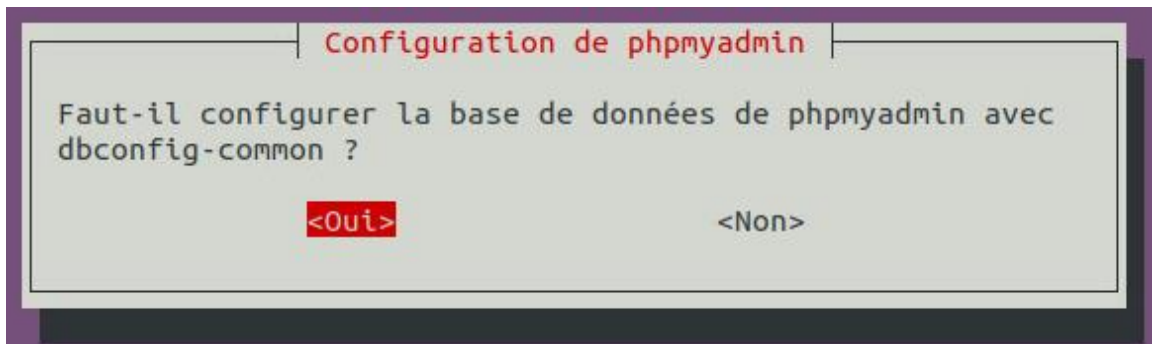 Configuration de phpmyadmin
Faut-il configurer la base de données de phpmyadmin avec
dbconfig-common ?
<Oui> <Non>